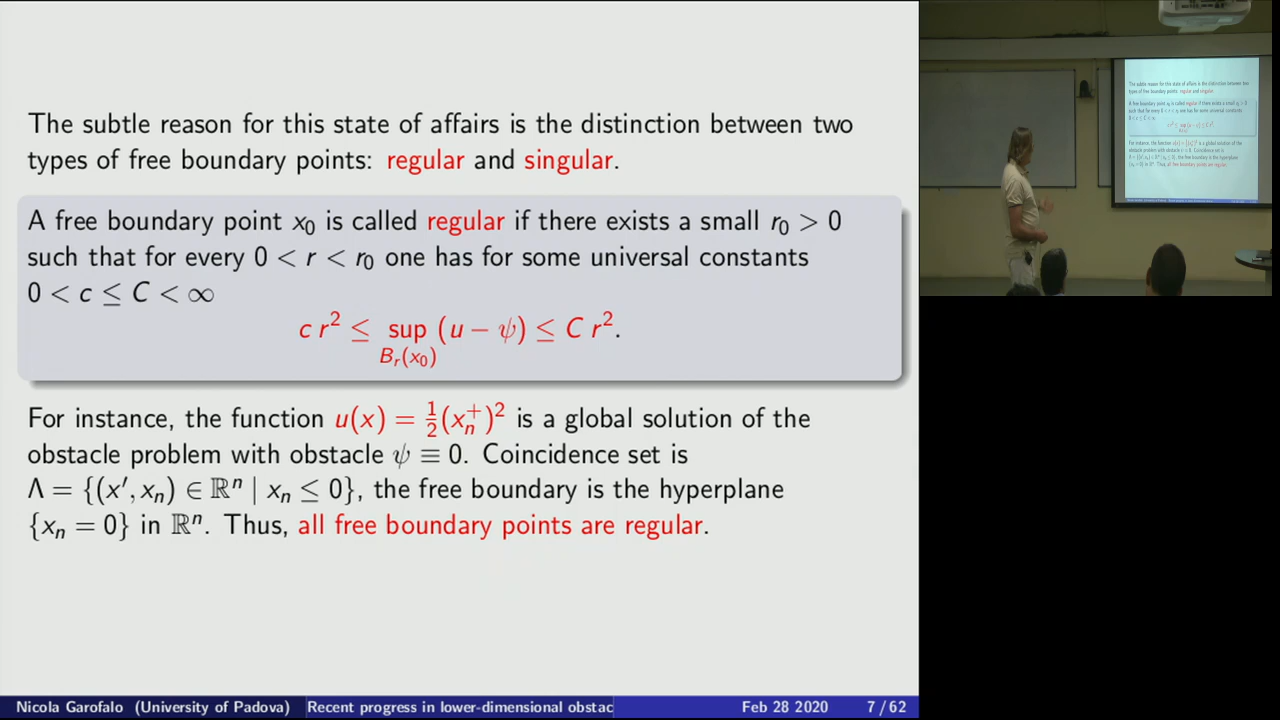 The subtle reason for this state of affairs is the distinction between two
types of free boundary points: regular and singular.
A free boundary point x₀ is called regular if there exists a small r₀ > 0
such that for every 0 < r < r₀ one has for some universal constants
0 < c ≤ C < ∞
c r² ≤ sup (u − ψ) ≤ C r².
B_r(x₀)
For instance, the function u(x) = ½(x_n⁺)² is a global solution of the
obstacle problem with obstacle ψ ≡ 0. Coincidence set is
Λ = {(x′, x_n) ∈ ℝⁿ | x_n ≤ 0}, the free boundary is the hyperplane
{x_n = 0} in ℝⁿ. Thus, all free boundary points are regular.
Nicola Garofalo (University of Padova) Recent progress in lower-dimensional obstac Feb 28 2020 7 / 62